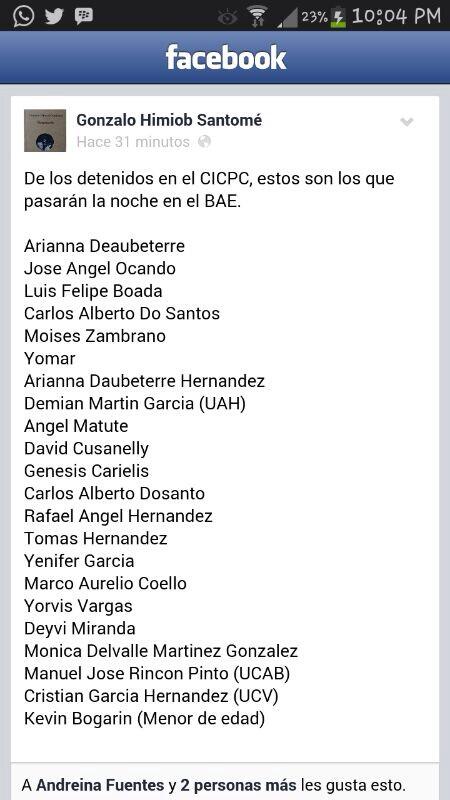 23% 10:04 PM
facebook
Gonzalo Himiob Santomé
Hace 31 minutos
De los detenidos en el CICPC, estos son los que
pasarán la noche en el BAE.
Arianna Deaubeterre
Jose Angel Ocando
Luis Felipe Boada
Carlos Alberto Do Santos
Moises Zambrano
Yomar
Arianna Daubeterre Hernandez
Demian Martin Garcia (UAH)
Angel Matute
David Cusanelly
Genesis Carielis
Carlos Alberto Dosanto
Rafael Angel Hernandez
Tomas Hernandez
Yenifer Garcia
Marco Aurelio Coello
Yorvis Vargas
Deyvi Miranda
Monica Delvalle Martinez Gonzalez
Manuel Jose Rincon Pinto (UCAB)
Cristian Garcia Hernandez (UCV)
Kevin Bogarin (Menor de edad)
A Andreina Fuentes y 2 personas más les gusta esto.